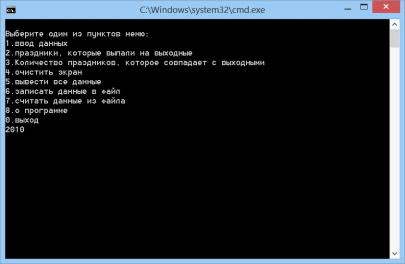 C:\Windows\system32\cmd.exe
Выберите один из пунктов меню:
1.ввод данных
2.праздники, которые выпали на выходные
3.Количество праздников, которое совпадает с выходными
4.очистить экран
5.вывести все данные
6.записать данные в файл
7.считать данные из файла
8.о программе
0.выход
2010